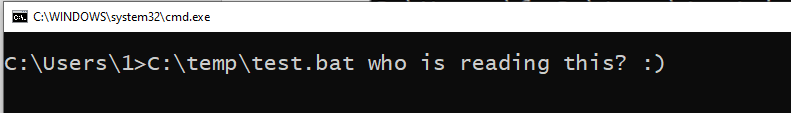 C:\WINDOWS\system32\cmd.exe
C:\Users\1>C:\temp\test.bat who is reading this? :)